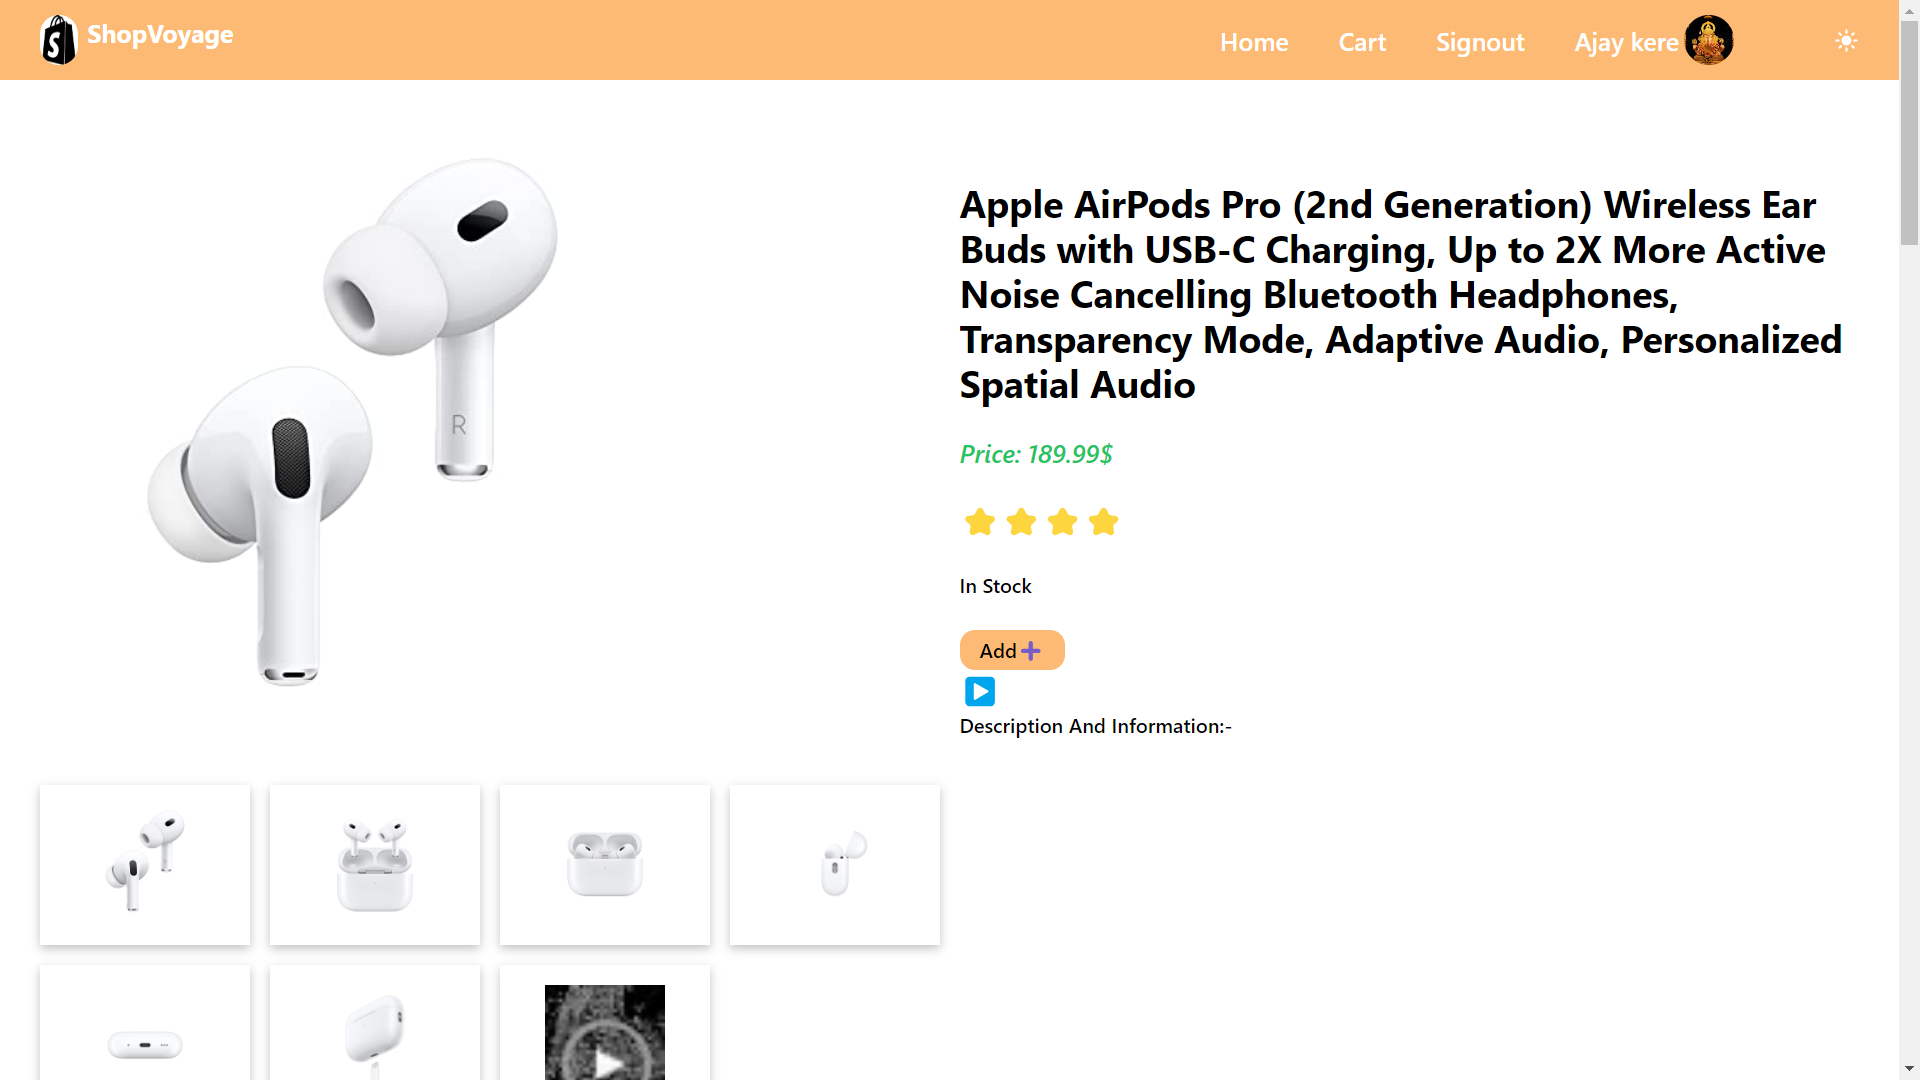 ShopVoyage
Home
Cart
Signout
Ajay kere
Apple AirPods Pro (2nd Generation) Wireless Ear
Buds with USB-C Charging, Up to 2X More Active
Noise Cancelling Bluetooth Headphones,
Transparency Mode, Adaptive Audio, Personalized
Spatial Audio
Price: 189.99$
In Stock
Add
Description And Information:-
R